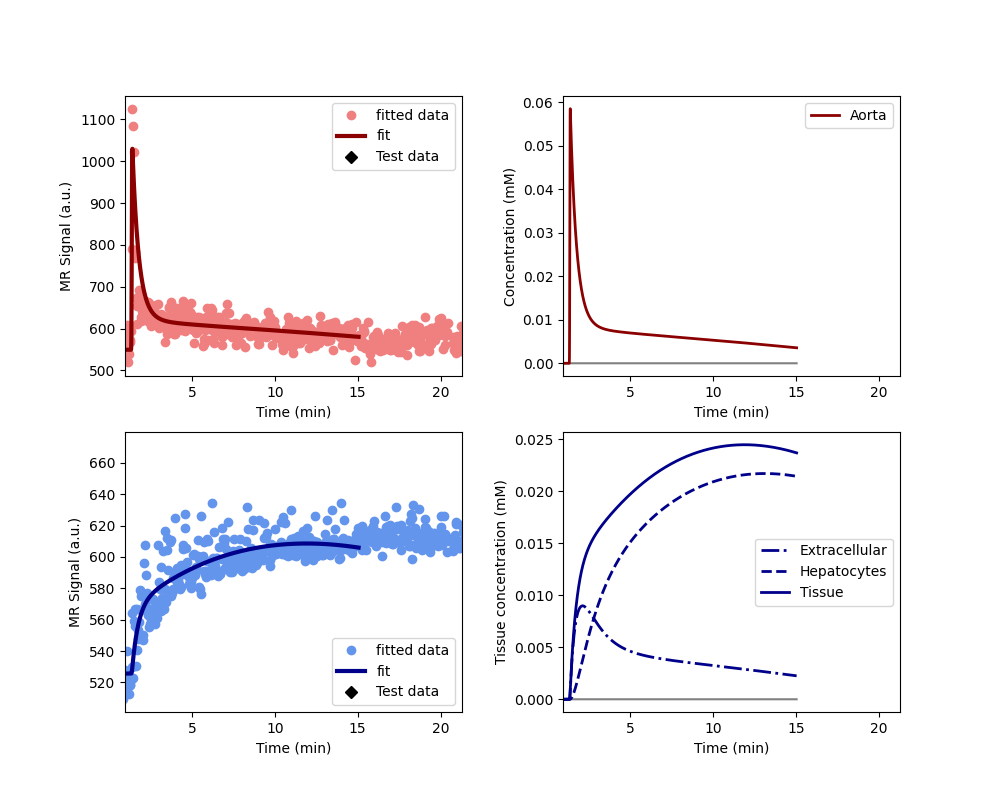 1100
1000
900
800
700
600
500
MR Signal (a.u.)
5
10
15
20
Time (min)
fitted data
fit
Test data
0.06
0.05
0.04
0.03
0.02
0.01
0.00
Concentration (mM)
5
10
15
20
Time (min)
Aorta
660
640
620
600
580
560
540
520
MR Signal (a.u.)
5
10
15
20
Time (min)
fitted data
fit
Test data
0.025
0.020
0.015
0.010
0.005
0.000
Tissue concentration (mM)
5
10
15
20
Time (min)
Extracellular
Hepatocytes
Tissue